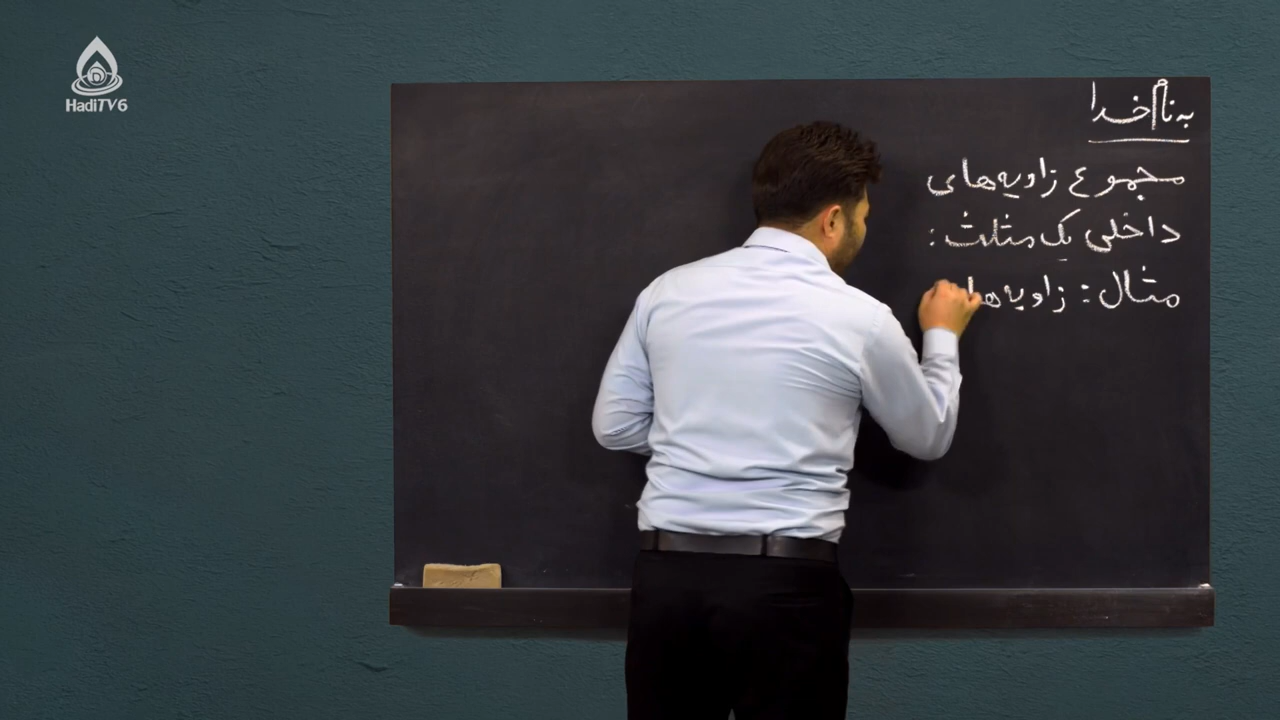 HadiTV6
به نام خدا
مجموع زاویه‌های
داخلی یک مثلث:
مثال: زاویه‌ها